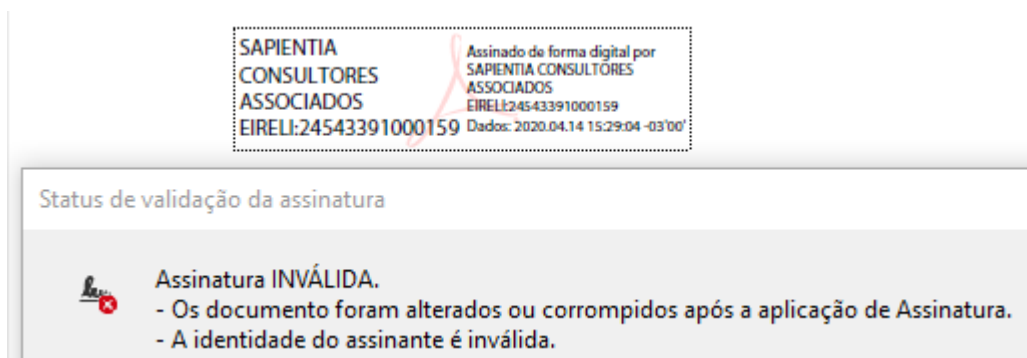 SAPIENTIA
CONSULTORES
ASSOCIADOS
EIRELI:24543391000159
Assinado de forma digital por
SAPIENTIA CONSULTORES
ASSOCIADOS
EIRELI:24543391000159
Dados: 2020.04.14 15:29:04 -03'00'
Status de validação da assinatura
Assinatura INVÁLIDA.
- Os documento foram alterados ou corrompidos após a aplicação de Assinatura.
- A identidade do assinante é inválida.